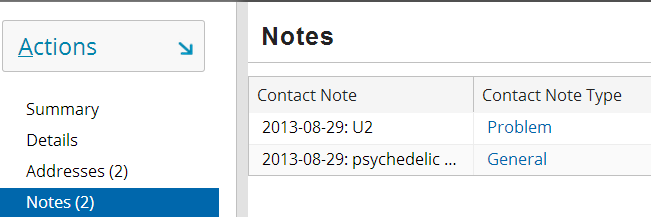 Actions
Summary
Details
Addresses (2)
Notes (2)
Notes
Contact Note Contact Note Type
2013-08-29: U2 Problem
2013-08-29: psychedelic ... General